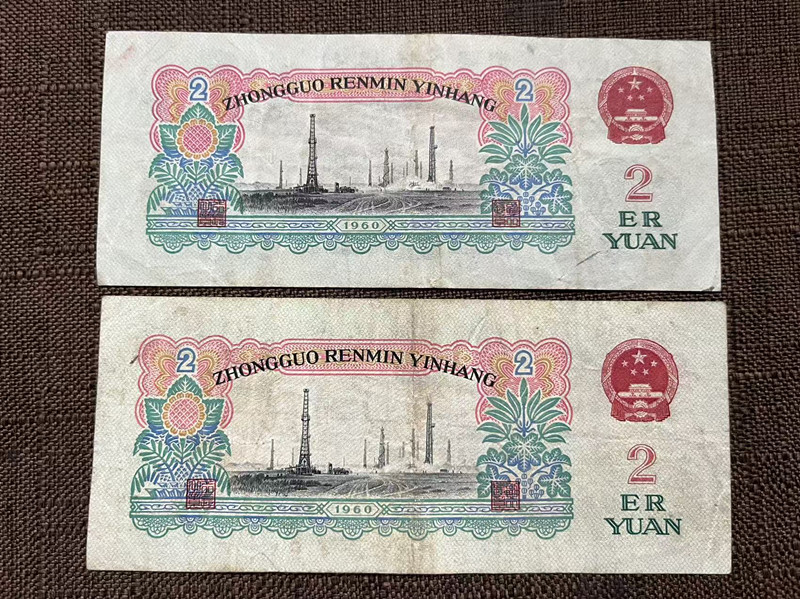 2 ZHONGGUO RENMIN YINHANG 2
2
ER
YUAN
1960
2 ZHONGGUO RENMIN YINHANG 2
2
ER
YUAN
1960